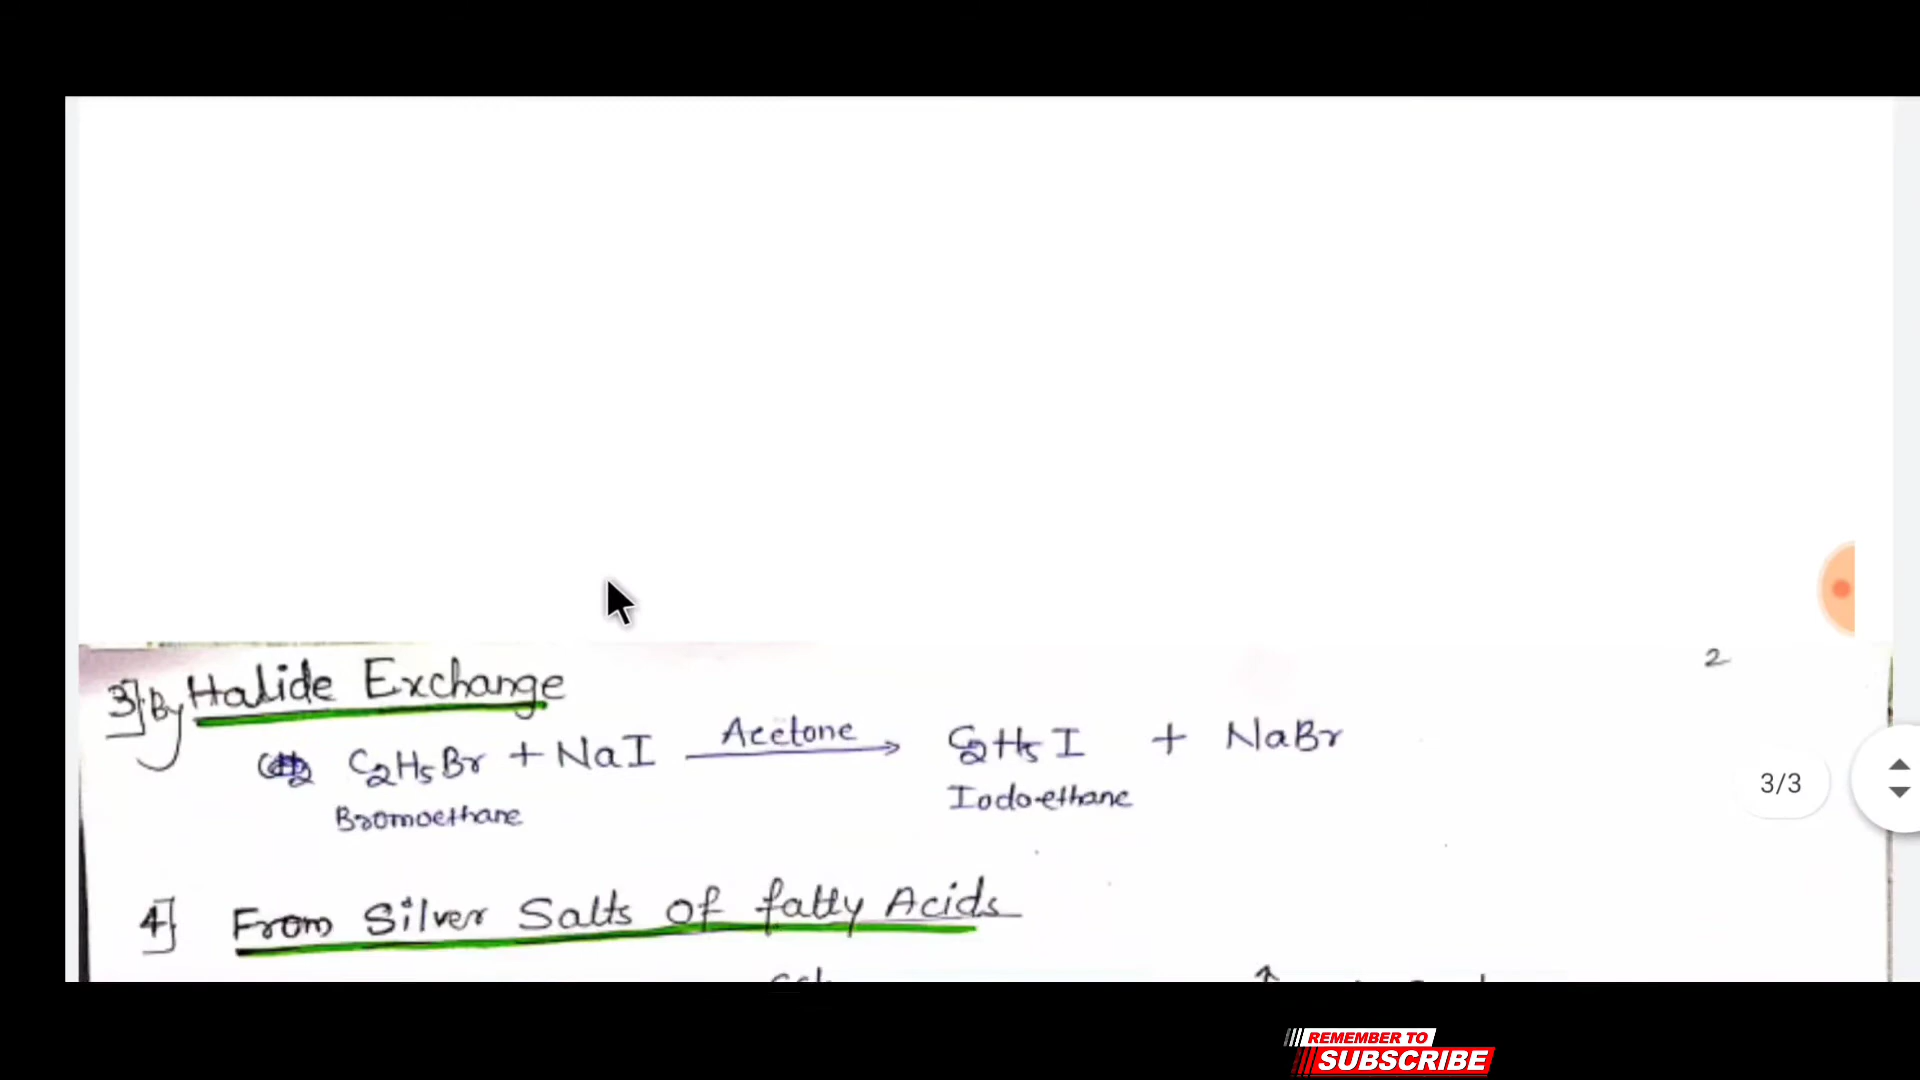 2
3] By Halide Exchange
C₂H₅Br + NaI Acetone → C₂H₅I + NaBr
Bromoethane Iodo-ethane
3/3
4] From Silver Salts of fatty Acids
REMEMBER TO
SUBSCRIBE